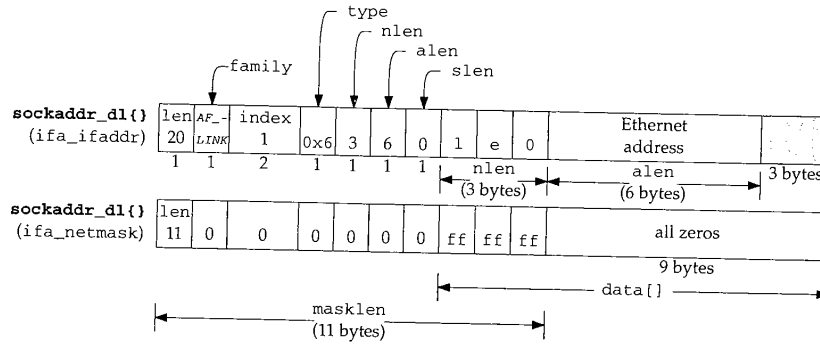 type
nlen
alen
slen
family
sockaddr_dl{}
(ifa_ifaddr)
len
20
AF_-
LINK
index
1
0x6
3
6
0
l
e
0
Ethernet
address
1
1
2
1
1
1
1
nlen
(3 bytes)
alen
(6 bytes)
3 bytes
sockaddr_dl{}
(ifa_netmask)
len
11
0
0
0
0
0
0
ff
ff
ff
all zeros
9 bytes
data[]
masklen
(11 bytes)